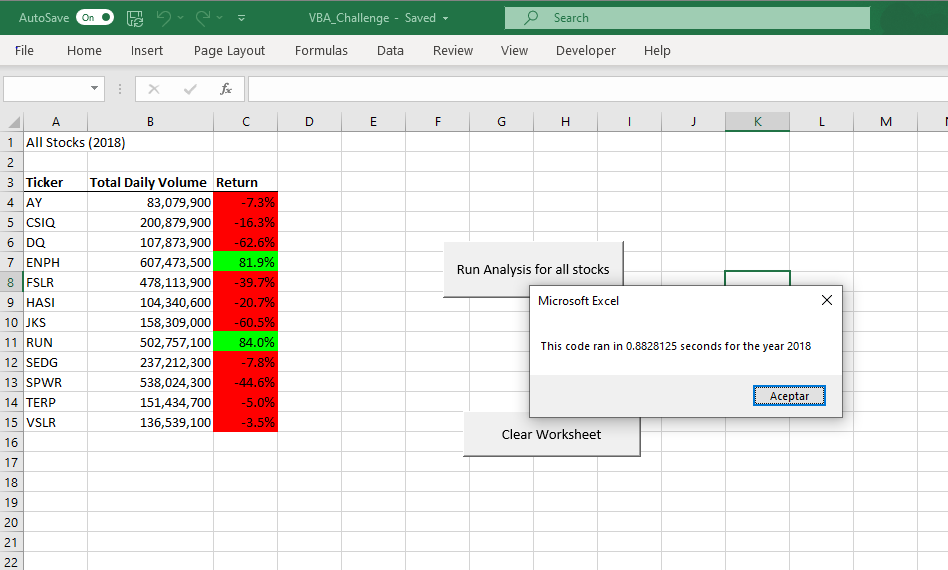 AutoSave On VBA_Challenge - Saved Search
File Home Insert Page Layout Formulas Data Review View Developer Help
fx
A B C D E F G H I J K L M
1 All Stocks (2018)
2
3 Ticker Total Daily Volume Return
4 AY 83,079,900 -7.3%
5 CSIQ 200,879,900 -16.3%
6 DQ 107,873,900 -62.6%
7 ENPH 607,473,500 81.9%
8 FSLR 478,113,900 -39.7%
9 HASI 104,340,600 -20.7%
10 JKS 158,309,000 -60.5%
11 RUN 502,757,100 84.0%
12 SEDG 237,212,300 -7.8%
13 SPWR 538,024,300 -44.6%
14 TERP 151,434,700 -5.0%
15 VSLR 136,539,100 -3.5%
16
17
18
19
20
21
22
Run Analysis for all stocks
Microsoft Excel
This code ran in 0.8828125 seconds for the year 2018
Aceptar
Clear Worksheet